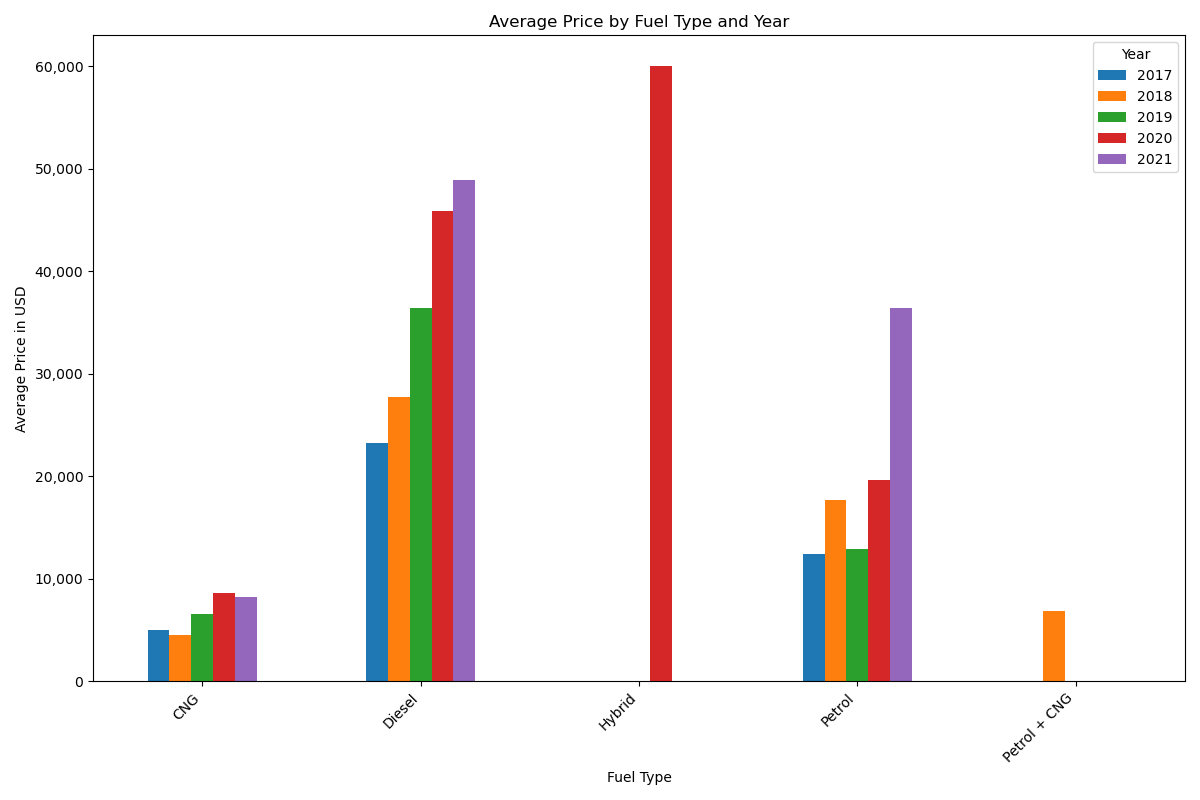 Average Price by Fuel Type and Year
Year
2017
2018
2019
2020
2021
60,000
50,000
40,000
30,000
20,000
10,000
0
Average Price in USD
CNG
Diesel
Hybrid
Petrol
Petrol + CNG
Fuel Type